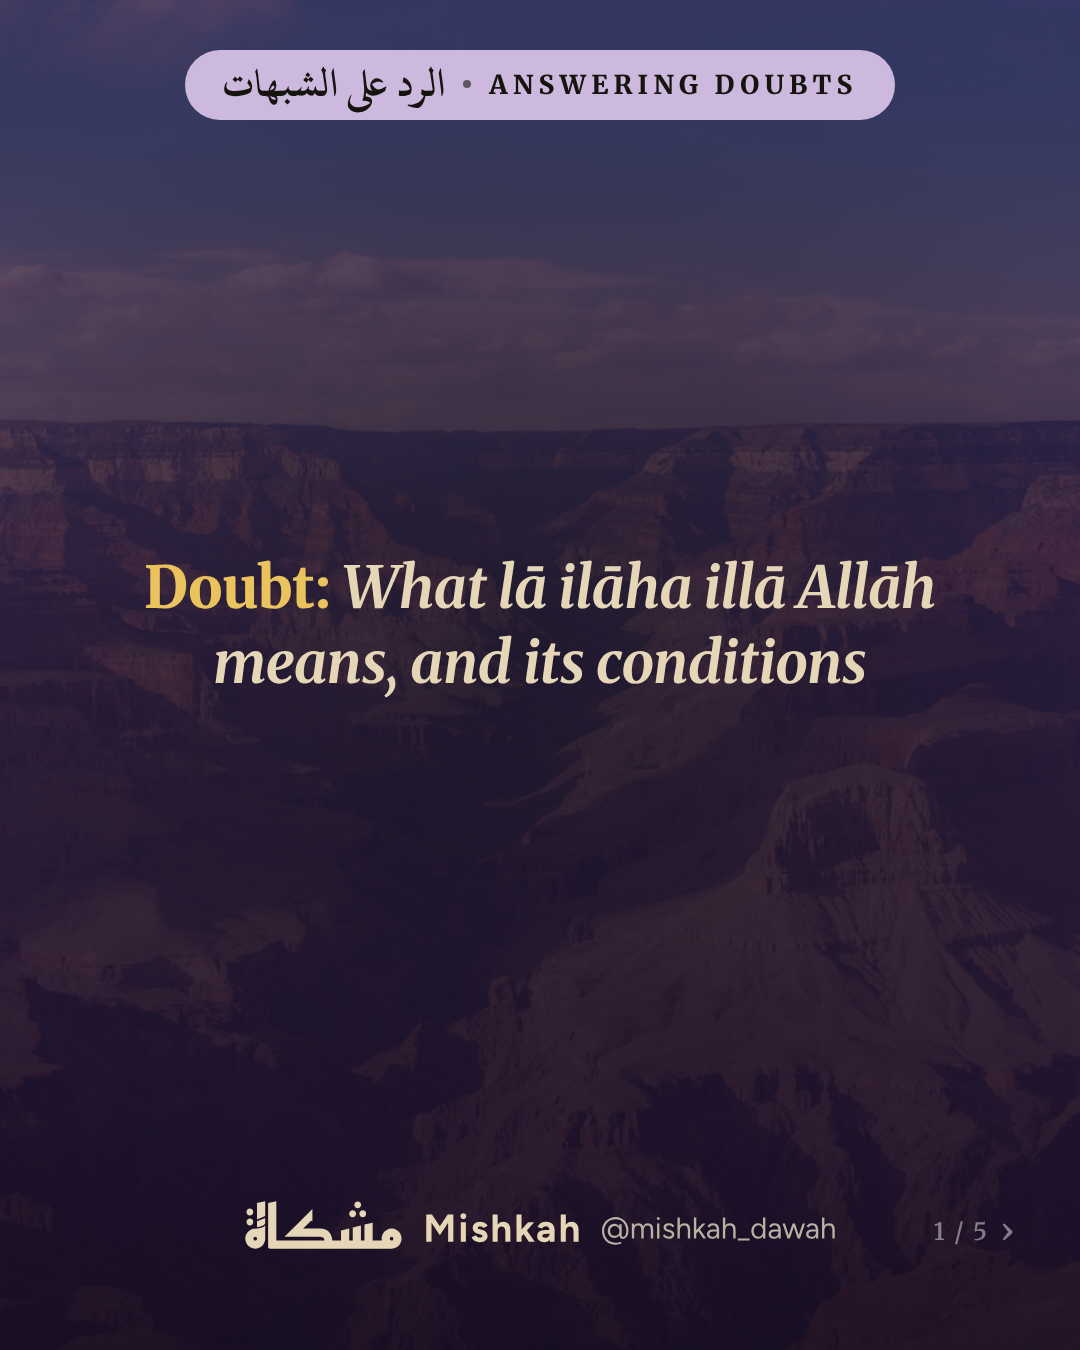 الرد على الشبهات • ANSWERING DOUBTS
Doubt: What lā ilāha illā Allāh
means, and its conditions
مشكاة Mishkah @mishkah_dawah 1 / 5 ›